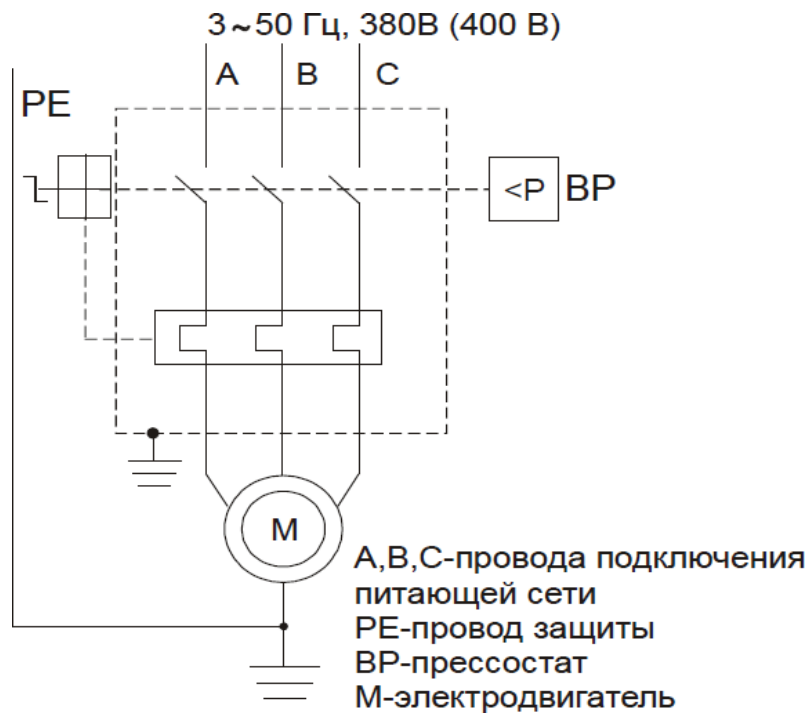 3~50 Гц, 380В (400 В)
A B C
PE
<P BP
M
A,B,C-провода подключения
питающей сети
PE-провод защиты
BP-прессостат
М-электродвигатель